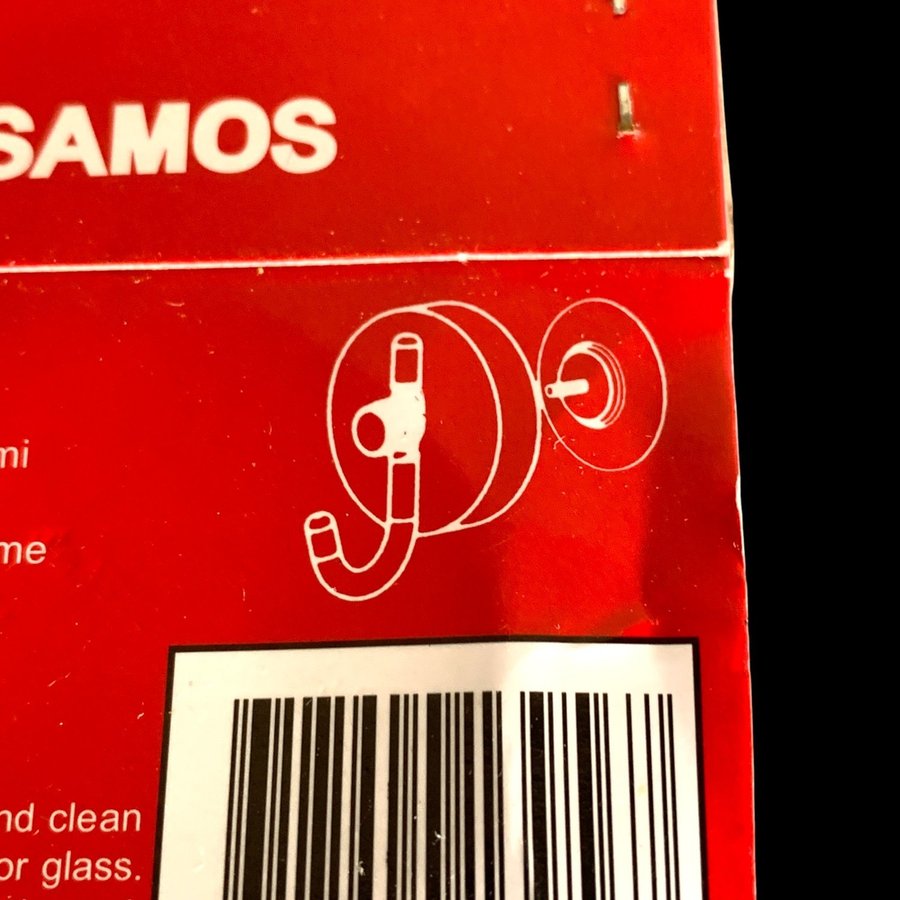 SAMOS
mi
me
nd clean
or glass.